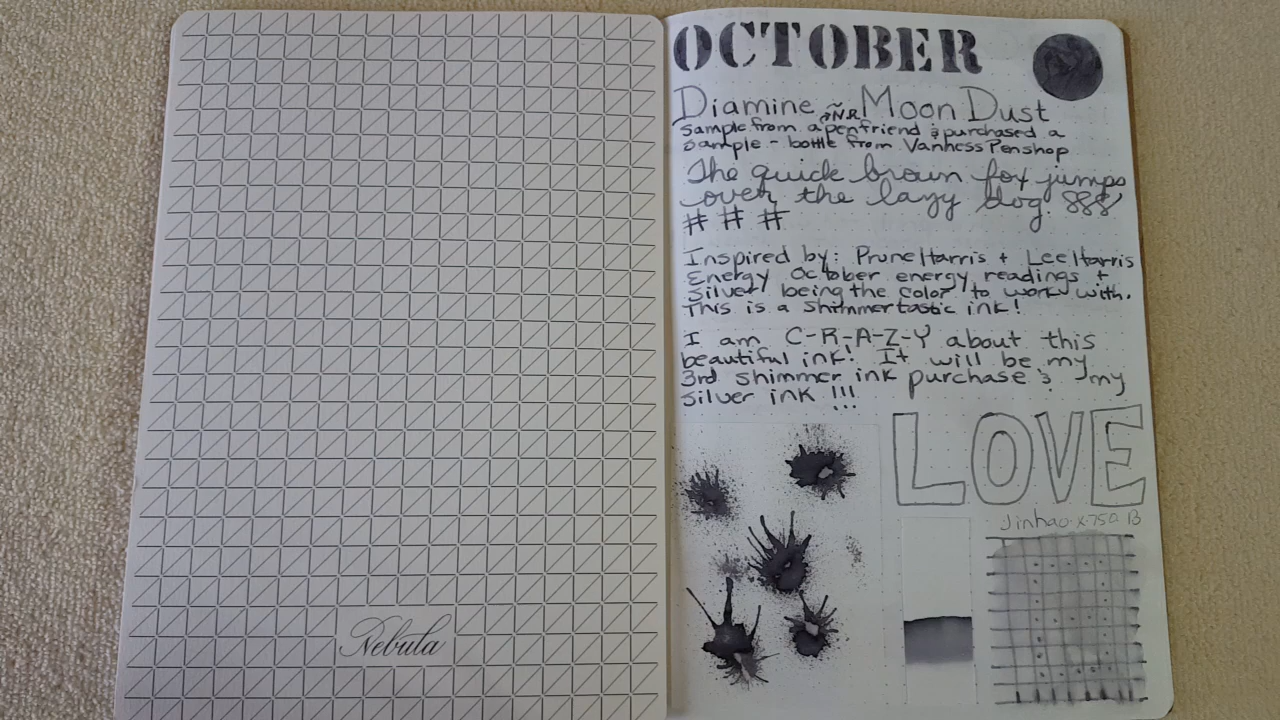 Nebula
OCTOBER
Diamine Moon Dust
Sample from a penfriend & purchased a
sample - bottle from Vanness Penshop
The quick brown fox jumps
over the lazy dog. 888
# # #
Inspired by: Prune Harris + Lee Harris
Energy October energy readings +
silver being the color to work with.
This is a shimmertastic ink!
I am C-R-A-Z-Y about this
beautiful ink! It will be my
3rd shimmer ink purchase & my
silver ink !!!
LOVE
Jinhao x750 B